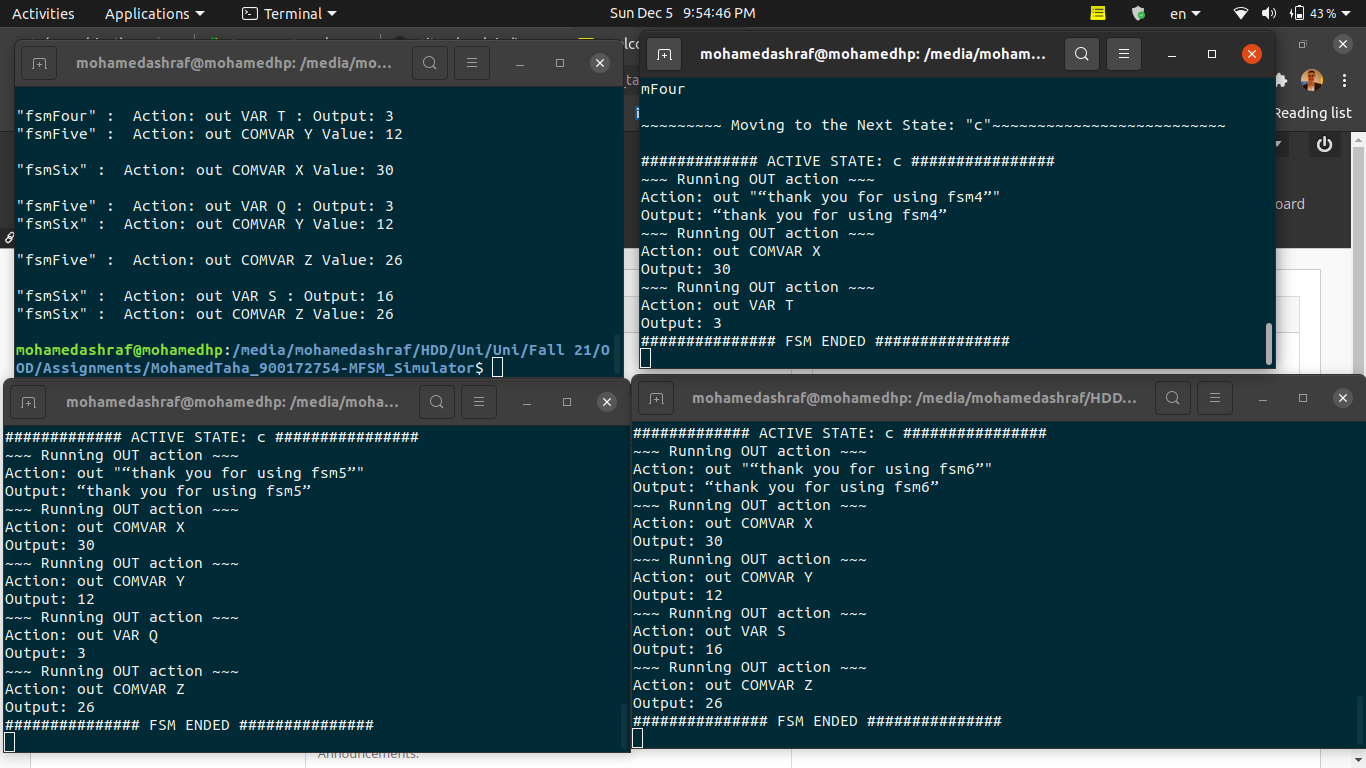 Activities Applications Terminal Sun Dec 5 9:54:46 PM en 43 %
mohamedashraf@mohamedhp: /media/mo...
"fsmFour" :  Action: out VAR T : Output: 3
"fsmFive" :  Action: out COMVAR Y Value: 12
"fsmSix" :  Action: out COMVAR X Value: 30
"fsmFive" :  Action: out VAR Q : Output: 3
"fsmSix" :  Action: out COMVAR Y Value: 12
"fsmFive" :  Action: out COMVAR Z Value: 26
"fsmSix" :  Action: out VAR S : Output: 16
"fsmSix" :  Action: out COMVAR Z Value: 26
mohamedashraf@mohamedhp:/media/mohamedashraf/HDD/Uni/Uni/Fall 21/O
OD/Assignments/MohamedTaha_900172754-MFSM_Simulator$
mohamedashraf@mohamedhp: /media/moham...
mFour
~~~~~~~~~ Moving to the Next State: "c"~~~~~~~~~~~~~~~~~~~~~~~~~~
############# ACTIVE STATE: c ################
~~~ Running OUT action ~~~
Action: out "“thank you for using fsm4”"
Output: “thank you for using fsm4”
~~~ Running OUT action ~~~
Action: out COMVAR X
Output: 30
~~~ Running OUT action ~~~
Action: out VAR T
Output: 3
############### FSM ENDED ###############
Reading list
oard
mohamedashraf@mohamedhp: /media/moha...
############# ACTIVE STATE: c ################
~~~ Running OUT action ~~~
Action: out "“thank you for using fsm5”"
Output: “thank you for using fsm5”
~~~ Running OUT action ~~~
Action: out COMVAR X
Output: 30
~~~ Running OUT action ~~~
Action: out COMVAR Y
Output: 12
~~~ Running OUT action ~~~
Action: out VAR Q
Output: 3
~~~ Running OUT action ~~~
Action: out COMVAR Z
Output: 26
############### FSM ENDED ###############
mohamedashraf@mohamedhp: /media/mohamedashraf/HDD...
############# ACTIVE STATE: c ################
~~~ Running OUT action ~~~
Action: out "“thank you for using fsm6”"
Output: “thank you for using fsm6”
~~~ Running OUT action ~~~
Action: out COMVAR X
Output: 30
~~~ Running OUT action ~~~
Action: out COMVAR Y
Output: 12
~~~ Running OUT action ~~~
Action: out VAR S
Output: 16
~~~ Running OUT action ~~~
Action: out COMVAR Z
Output: 26
############### FSM ENDED ###############
Announcements.